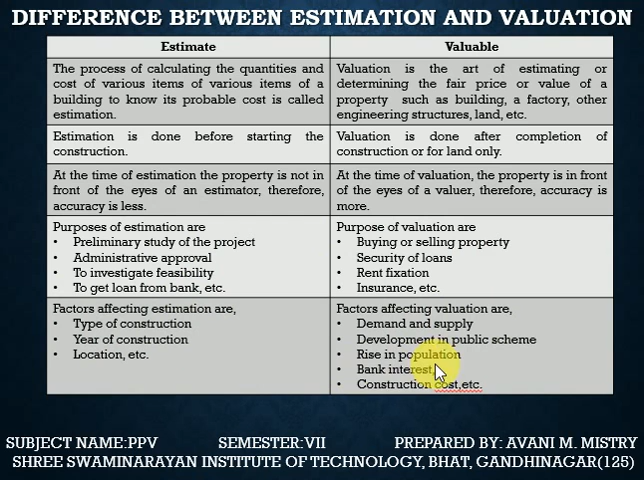 DIFFERENCE BETWEEN ESTIMATION AND VALUATION
Estimate
Valuable
The process of calculating the quantities and
cost of various items of various items of a
building to know its probable cost is called
estimation.
Valuation is the art of estimating or
determining the fair price or value of a
property such as building, a factory, other
engineering structures, land, etc.
Estimation is done before starting the
construction.
Valuation is done after completion of
construction or for land only.
At the time of estimation the property is not in
front of the eyes of an estimator, therefore,
accuracy is less.
At the time of valuation, the property is in front
of the eyes of a valuer, therefore, accuracy is
more.
Purposes of estimation are
• Preliminary study of the project
• Administrative approval
• To investigate feasibility
• To get loan from bank, etc.
Purpose of valuation are
• Buying or selling property
• Security of loans
• Rent fixation
• Insurance, etc.
Factors affecting estimation are,
• Type of construction
• Year of construction
• Location, etc.
Factors affecting valuation are,
• Demand and supply
• Development in public scheme
• Rise in population
• Bank interest,
• Construction cost,etc.
SUBJECT NAME:PPV SEMESTER:VII PREPARED BY: AVANI M. MISTRY
SHREE SWAMINARAYAN INSTITUTE OF TECHNOLOGY, BHAT, GANDHINAGAR(125)